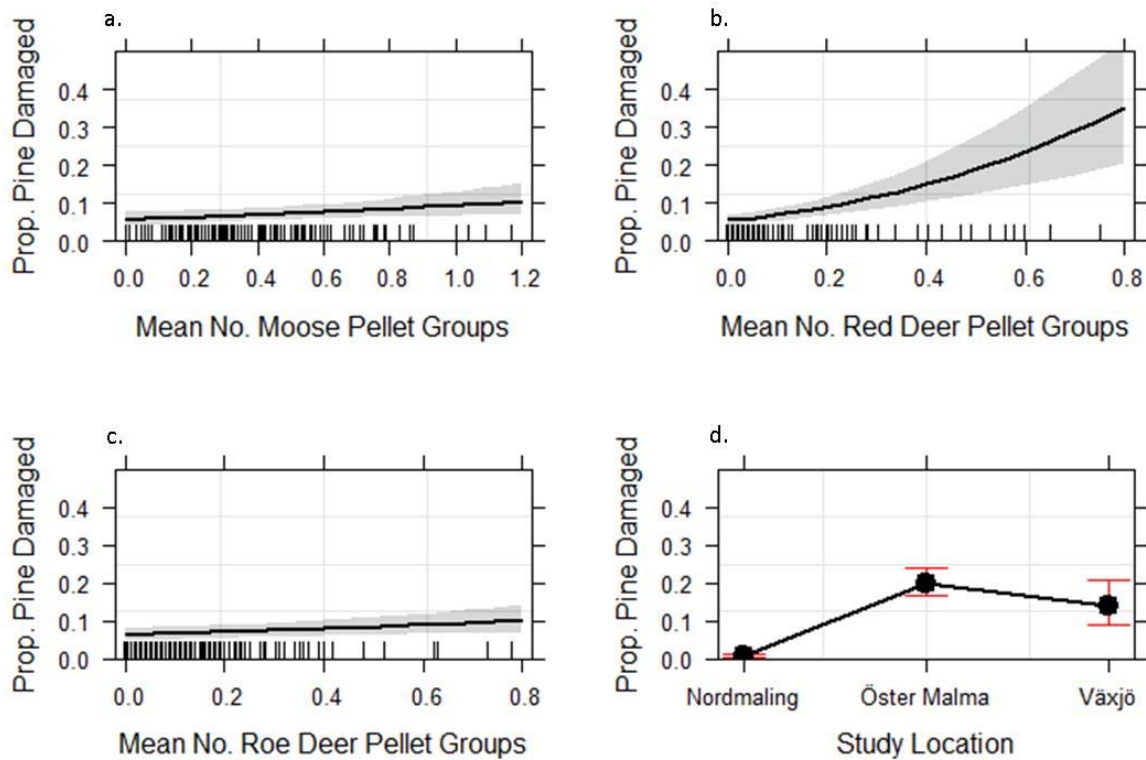 a.
Prop. Pine Damaged
0.4
0.3
0.2
0.1
0.0
0.0 0.2 0.4 0.6 0.8 1.0 1.2
Mean No. Moose Pellet Groups
b.
Prop. Pine Damaged
0.4
0.3
0.2
0.1
0.0
0.0 0.2 0.4 0.6 0.8
Mean No. Red Deer Pellet Groups
c.
Prop. Pine Damaged
0.4
0.3
0.2
0.1
0.0
0.0 0.2 0.4 0.6 0.8
Mean No. Roe Deer Pellet Groups
d.
Prop. Pine Damaged
0.4
0.3
0.2
0.1
0.0
Nordmaling Öster Malma Växjö
Study Location